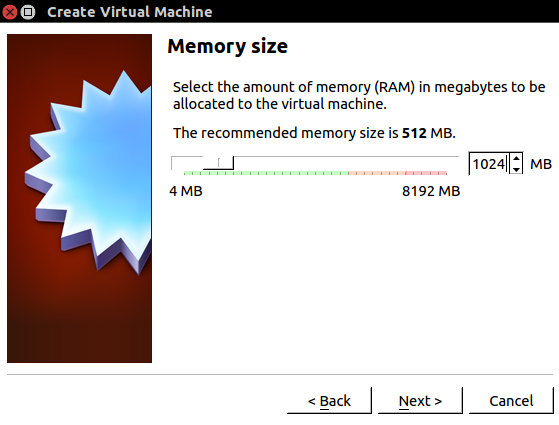 Create Virtual Machine
Memory size
Select the amount of memory (RAM) in megabytes to be
allocated to the virtual machine.
The recommended memory size is 512 MB.
1024 MB
4 MB 8192 MB
< Back Next > Cancel